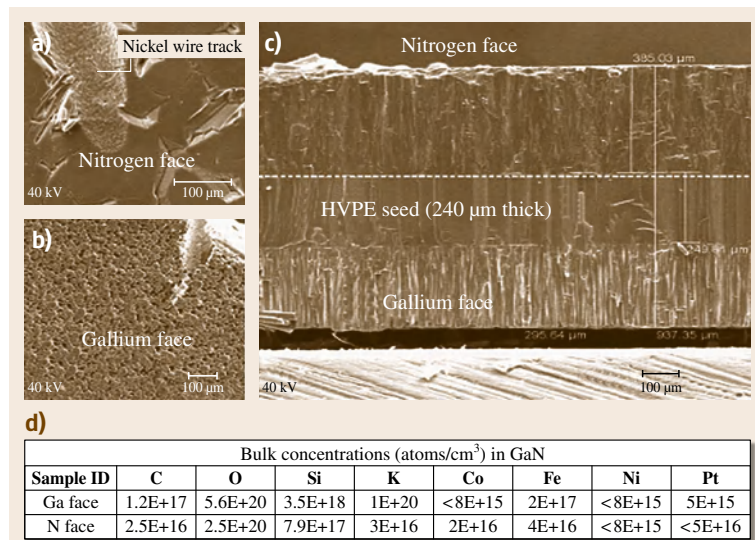 a)
Nickel wire track
Nitrogen face
40 kV
100 μm
b)
Gallium face
40 kV
100 μm
c)
Nitrogen face
385.03 μm
HVPE seed (240 μm thick)
Gallium face
295.64 μm
937.35 μm
40 kV
100 μm
d)
Bulk concentrations (atoms/cm³) in GaN
Sample ID C O Si K Co Fe Ni Pt
Ga face 1.2E+17 5.6E+20 3.5E+18 1E+20 <8E+15 2E+17 <8E+15 5E+15
N face 2.5E+16 2.5E+20 7.9E+17 3E+16 2E+16 4E+16 <8E+15 <5E+16